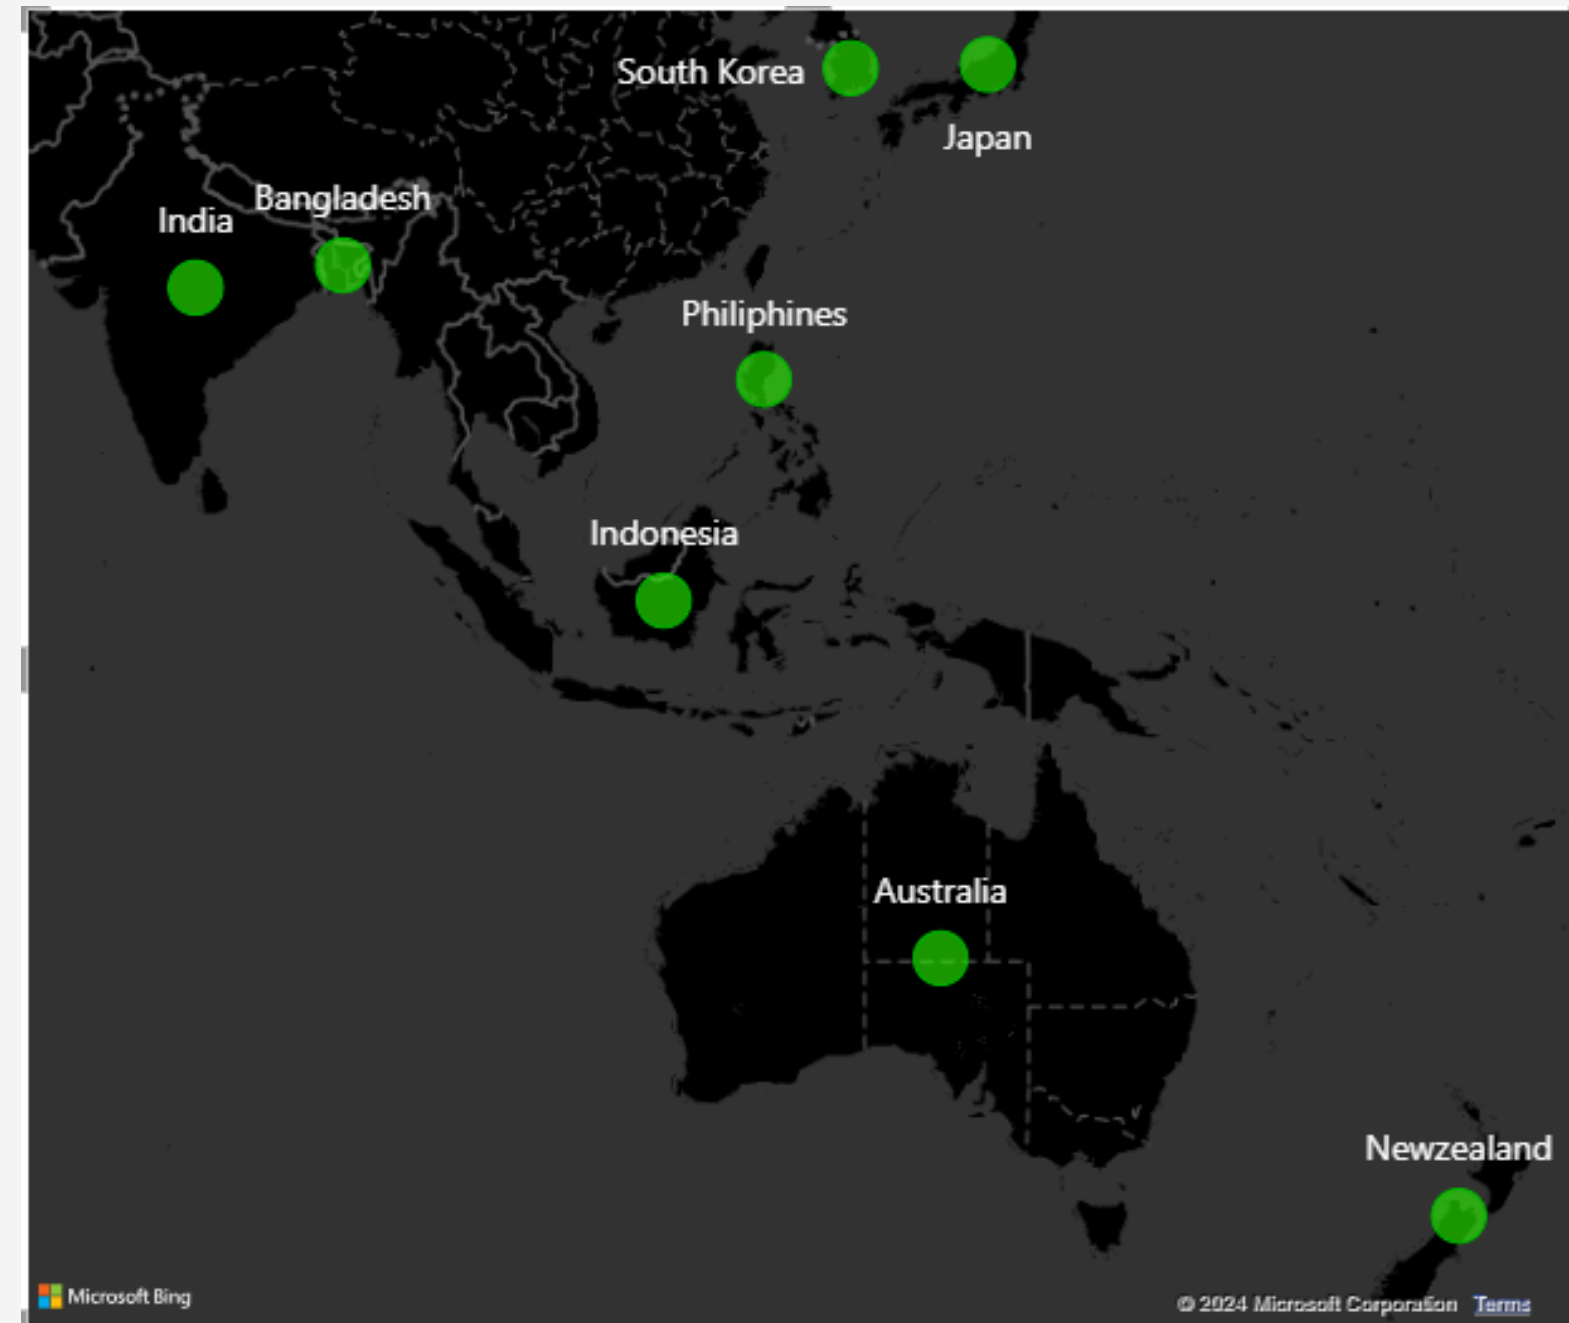 South Korea
Japan
Bangladesh
India
Philiphines
Indonesia
Australia
Newzealand
Microsoft Bing
© 2024 Microsoft Corporation Terms